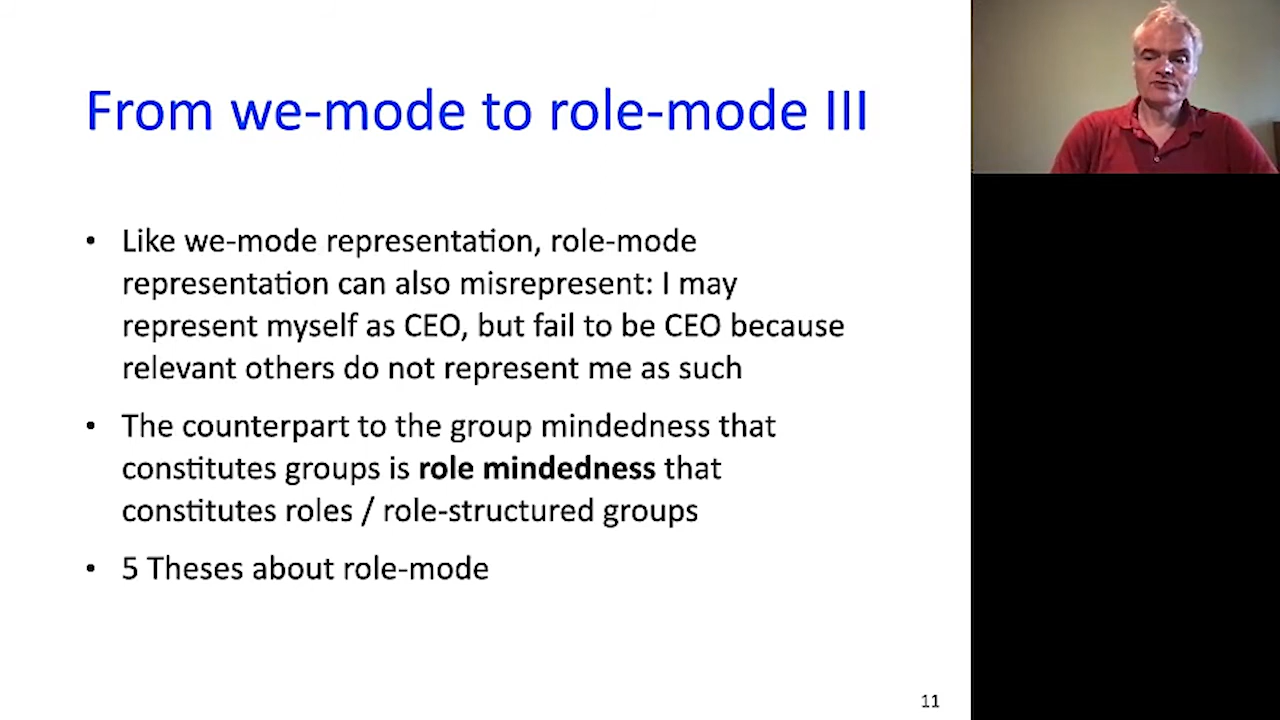 From we-mode to role-mode III
• Like we-mode representation, role-mode
representation can also misrepresent: I may
represent myself as CEO, but fail to be CEO because
relevant others do not represent me as such
• The counterpart to the group mindedness that
constitutes groups is role mindedness that
constitutes roles / role-structured groups
• 5 Theses about role-mode
11